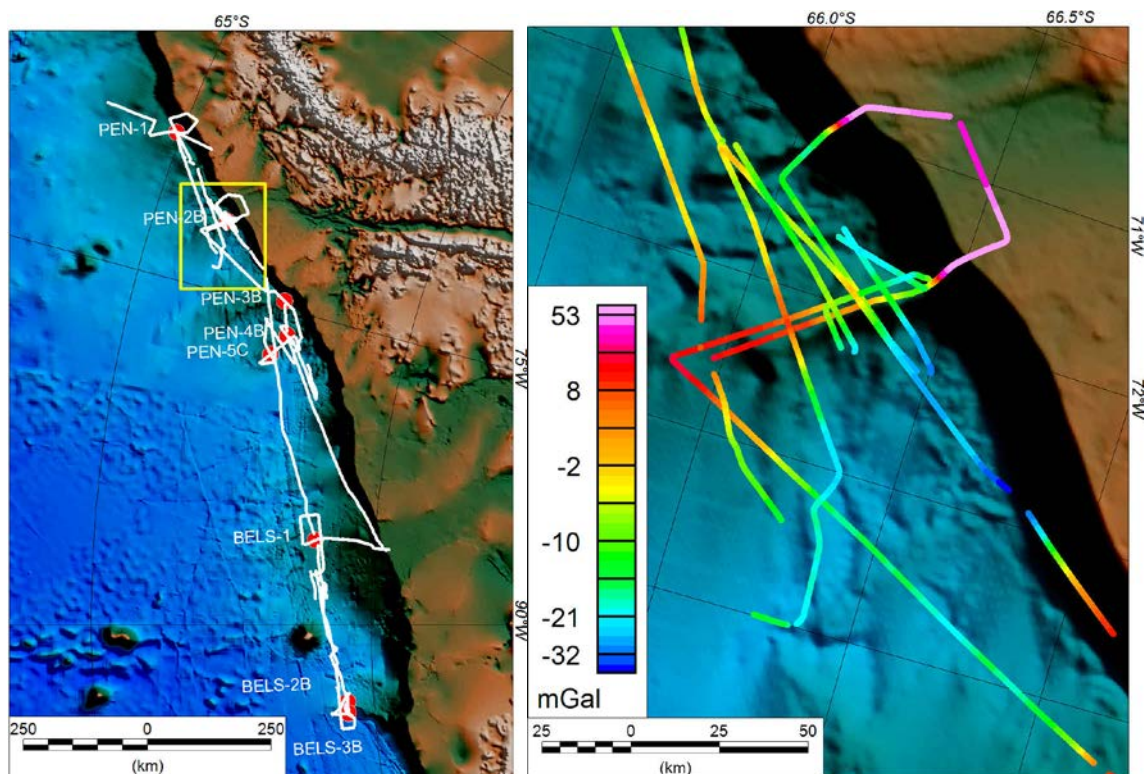 65°S
PEN-1
PEN-2B
PEN-3B
PEN-4B
PEN-5C
75°W
BELS-1
90°W
BELS-2B
BELS-3B
250 0 250
(km)
66.0°S
66.5°S
71°W
72°W
53
8
-2
-10
-21
-32
mGal
25 0 25 50
(km)